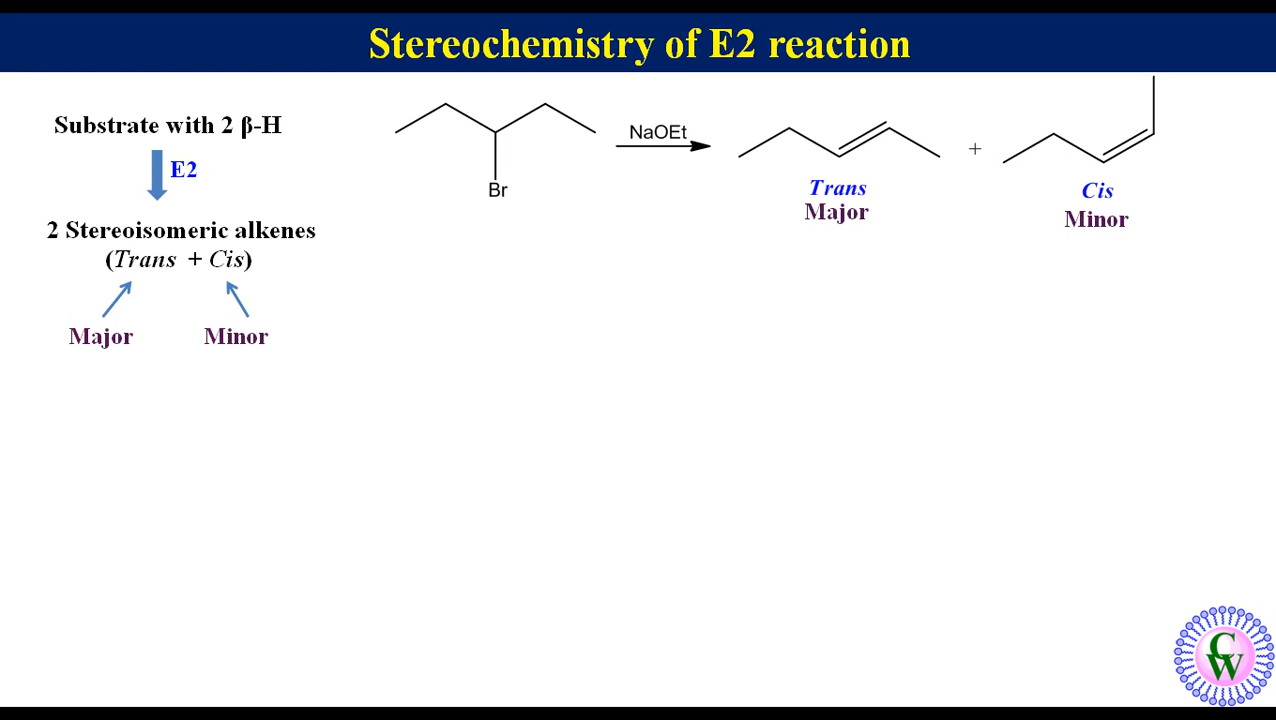 Stereochemistry of E2 reaction
Substrate with 2 β-H
E2
2 Stereoisomeric alkenes
(Trans + Cis)
Major Minor
NaOEt
Br
+
Trans
Major
Cis
Minor
CW